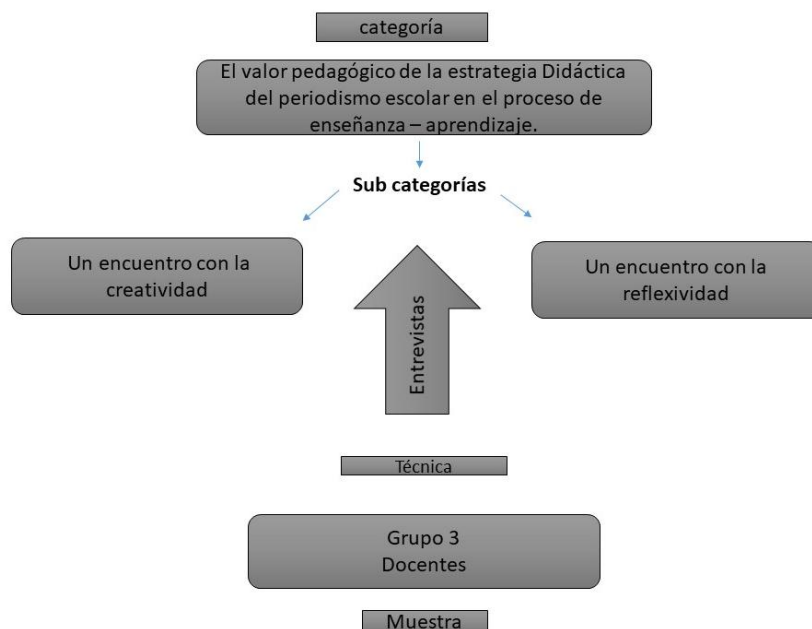 categoría
El valor pedagógico de la estrategia Didáctica
del periodismo escolar en el proceso de
enseñanza – aprendizaje.
Sub categorías
Un encuentro con la
creatividad
Un encuentro con la
reflexividad
Entrevistas
Técnica
Grupo 3
Docentes
Muestra